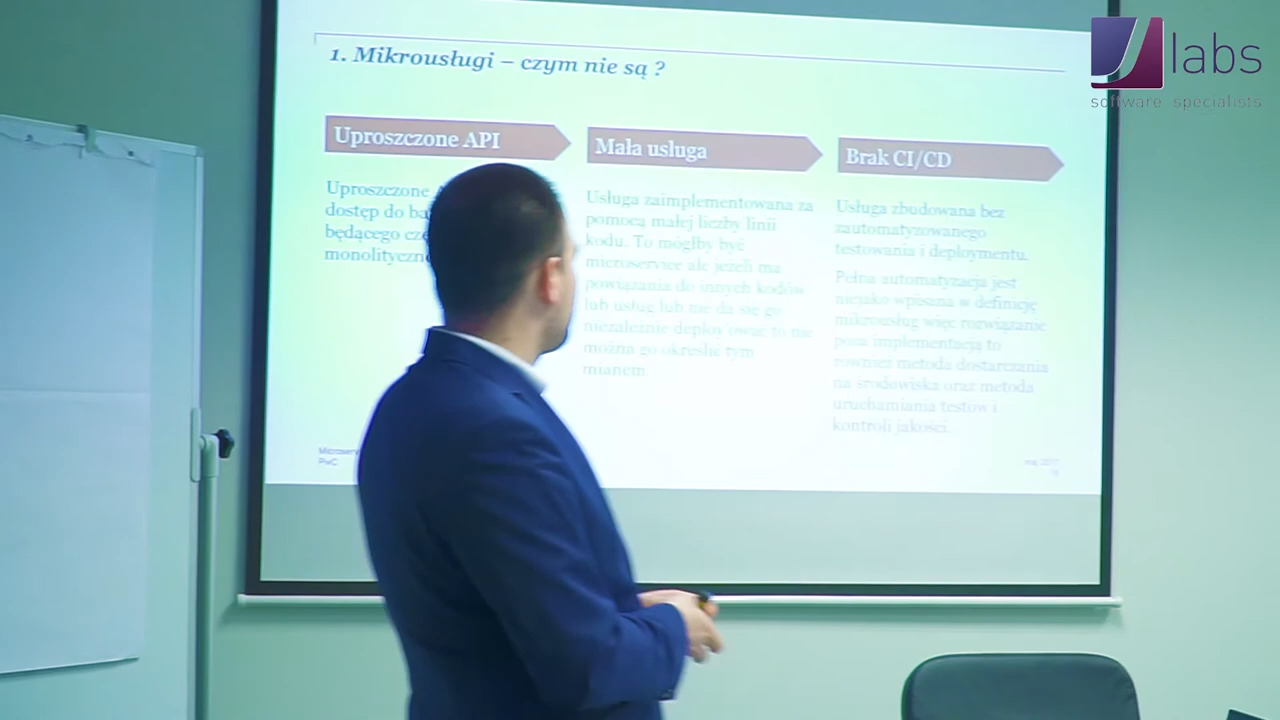 1. Mikrousługi – czym nie są ?
Uproszczone API
Uproszczone
dostęp do
będącego
Mała usługa
Usługa zaimplementowana za
pomocą małej liczby linii
kodu. To mógłby być
microservice ale jeżeli ma
powiązania do innych kodów
lub usług lub nie da się go
niezależnie deployować to nie
można go określić tym
mianem.
Brak CI/CD
Usługa zbudowana bez
zautomatyzowanego
testowania i deploymentu.
Pełna automatyzacja jest
niejako wpisana w definicję
mikrousług więc rozwiązanie
poza implementacją to
również metoda dostarczania
na środowiska oraz metoda
uruchamiania testów i
kontroli jakości.
PwC
maj 2017
J labs
software specialists